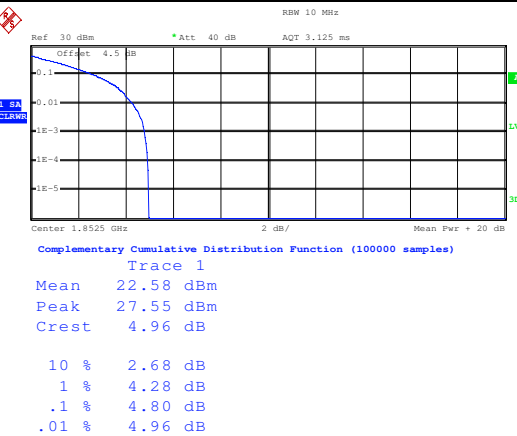 RBW 10 MHz
Ref 30 dBm * Att 40 dB AQT 3.125 ms
Offset 4.5 dB
0.1
0.01
1E-3
1E-4
1E-5
1 SA
CLRWR
LV
3D
Center 1.8525 GHz 2 dB/ Mean Pwr + 20 dB
Complementary Cumulative Distribution Function (100000 samples)
Trace 1
Mean 22.58 dBm
Peak 27.55 dBm
Crest 4.96 dB
10 % 2.68 dB
1 % 4.28 dB
.1 % 4.80 dB
.01 % 4.96 dB